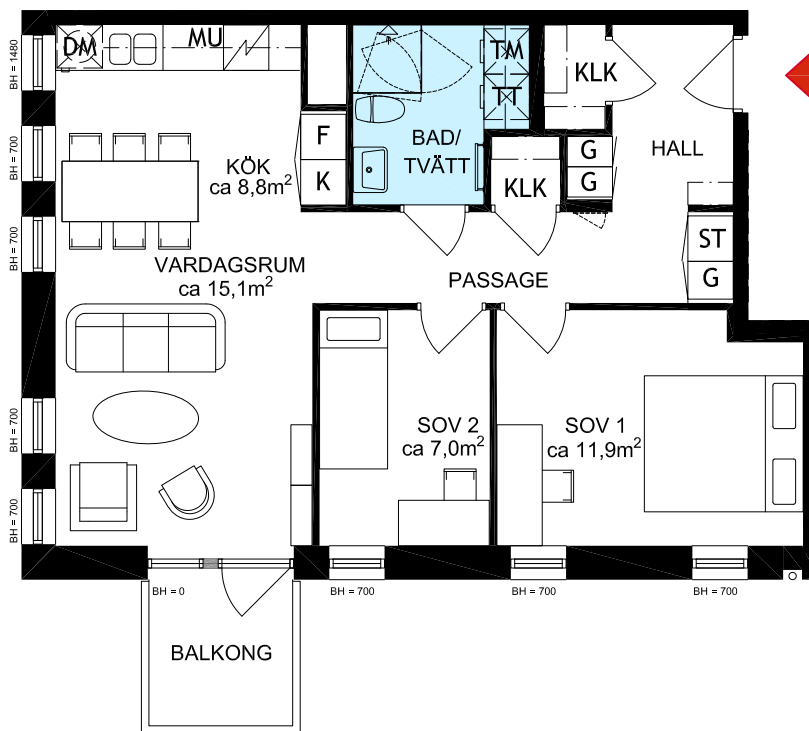 DM
MU
TM
TT
KLK
BH = 1480
BH = 700
BH = 700
BH = 700
BH = 700
KÖK
ca 8,8m²
F
K
BAD/
TVÄTT
KLK
G
G
HALL
ST
G
VARDAGSRUM
ca 15,1m²
PASSAGE
SOV 2
ca 7,0m²
SOV 1
ca 11,9m²
BH = 0
BH = 700
BH = 700
BH = 700
BALKONG